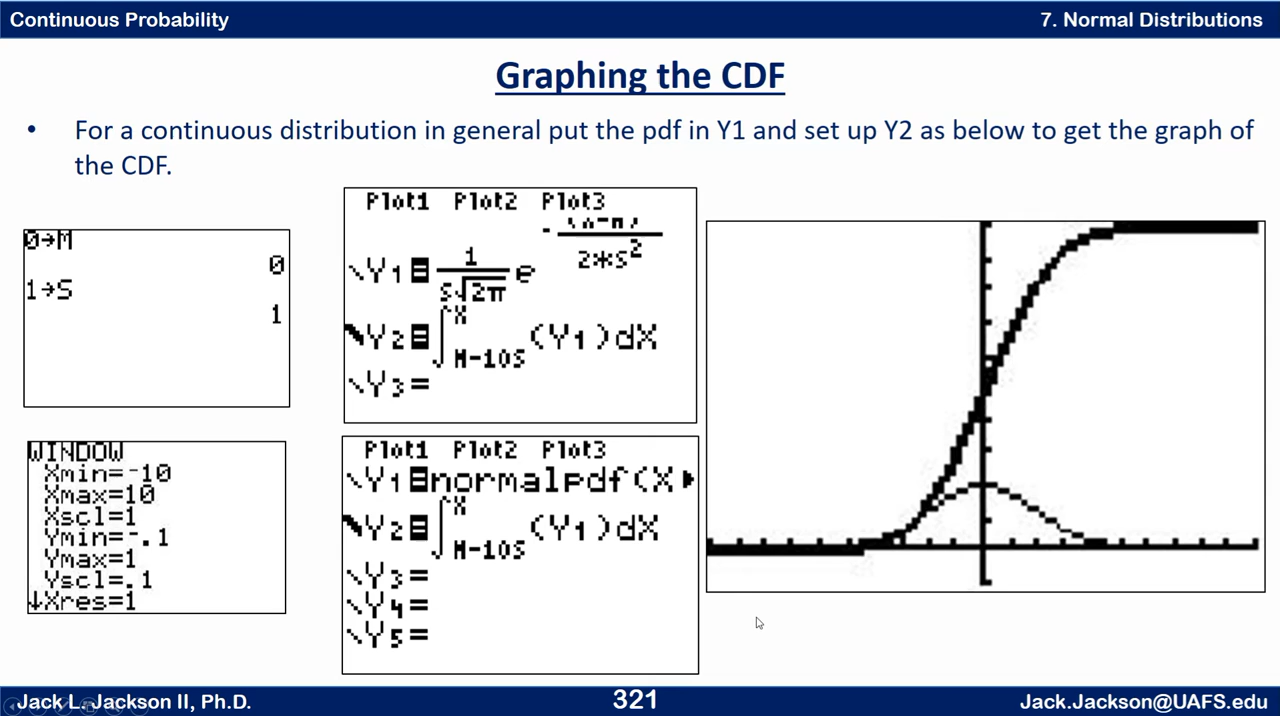 Continuous Probability
7. Normal Distributions
Graphing the CDF
• For a continuous distribution in general put the pdf in Y1 and set up Y2 as below to get the graph of
the CDF.
0→M
0
1→S
1
WINDOW
Xmin=-10
Xmax=10
Xscl=1
Ymin=-.1
Ymax=1
Yscl=.1
↓Xres=1
Plot1 Plot2 Plot3
\Y1=1/(S√2π) e^-/(2*S²)
\Y2=∫_{M-10S}^{X}(Y1)dX
\Y3=
Plot1 Plot2 Plot3
\Y1=normalpdf(X▶
\Y2=∫_{M-10S}^{X}(Y1)dX
\Y3=
\Y4=
\Y5=
Jack L. Jackson II, Ph.D.
321
Jack.Jackson@UAFS.edu